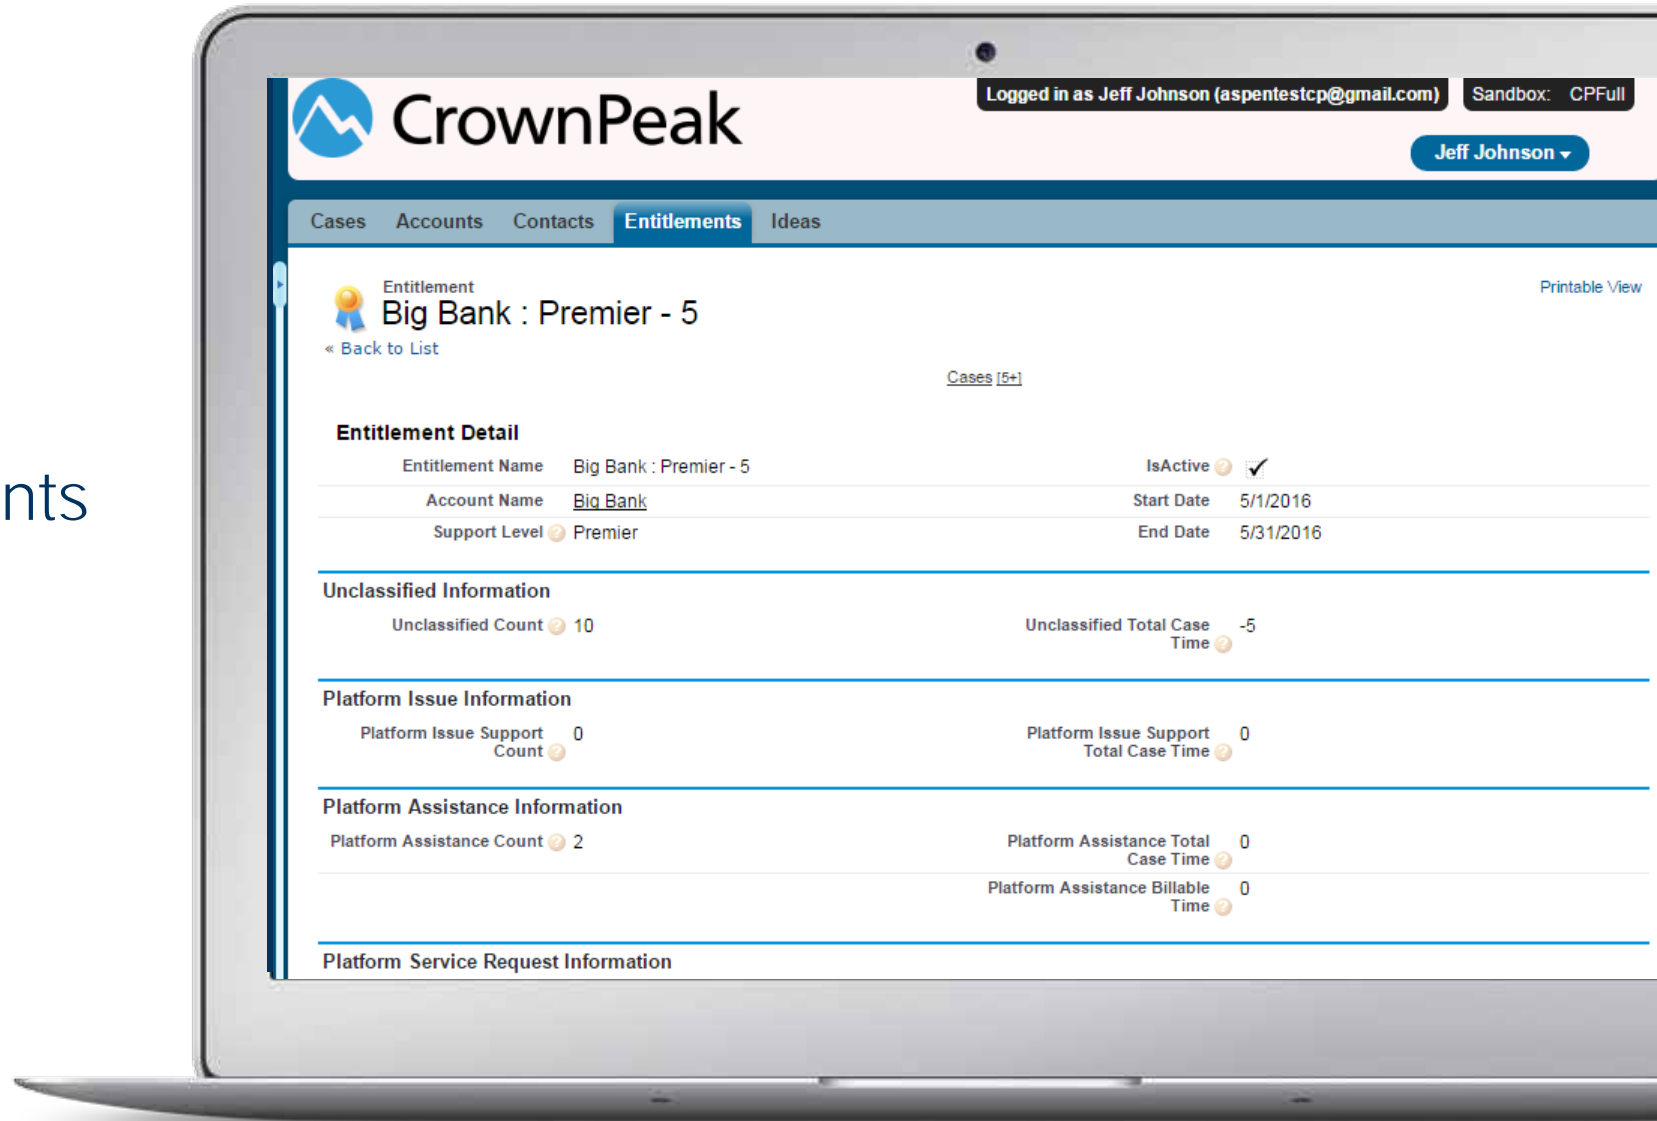 CrownPeak
Logged in as Jeff Johnson (aspentestcp@gmail.com) Sandbox: CPFull
Jeff Johnson
Cases Accounts Contacts Entitlements Ideas
Entitlement
Big Bank : Premier - 5
Printable View
« Back to List
Cases [5+]
Entitlement Detail
Entitlement Name Big Bank : Premier - 5 IsActive ✓
Account Name Big Bank Start Date 5/1/2016
nts
Support Level Premier End Date 5/31/2016
Unclassified Information
Unclassified Count 10 Unclassified Total Case -5
Time
Platform Issue Information
Platform Issue Support 0 Platform Issue Support 0
Count Total Case Time
Platform Assistance Information
Platform Assistance Count 2 Platform Assistance Total 0
Case Time
Platform Assistance Billable 0
Time
Platform Service Request Information